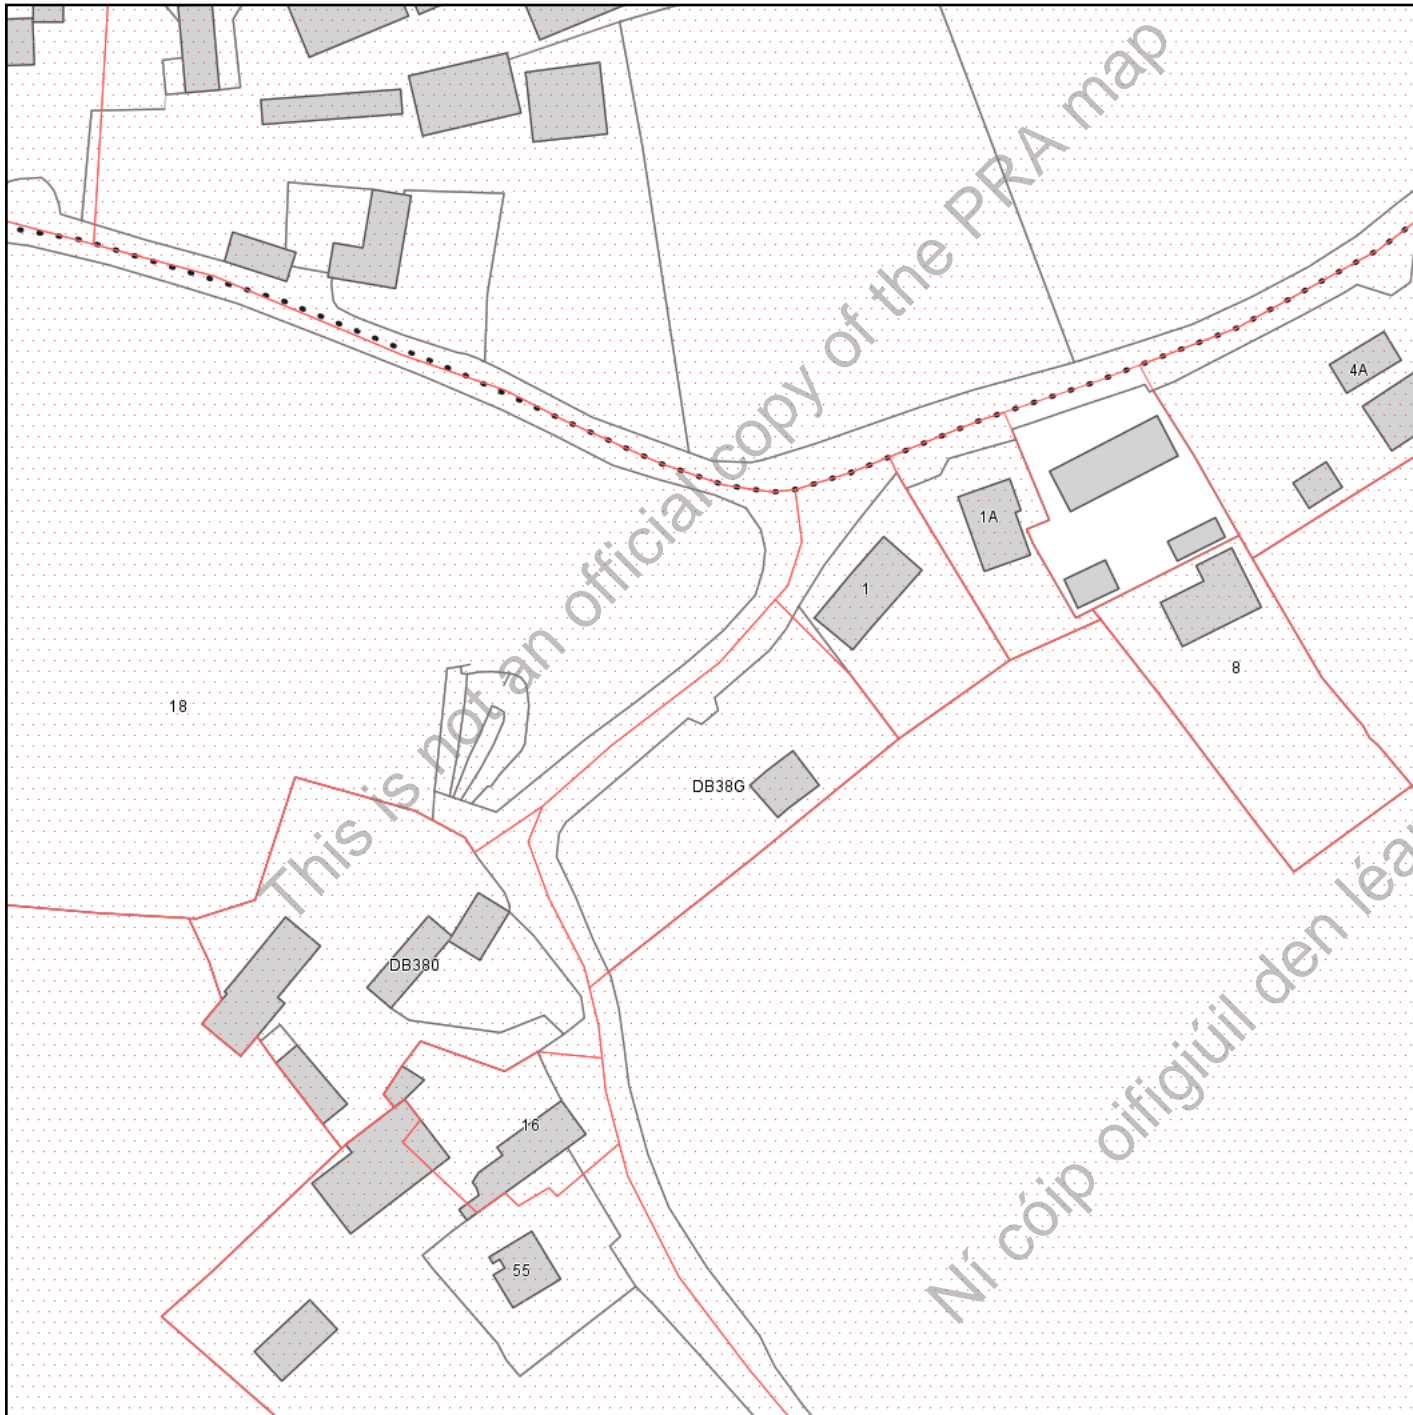 This is not an official copy of the PRA map
4A
1A
1
8
18
DB38G
DB380
16
55
Ní cóip oifigiúill den léa